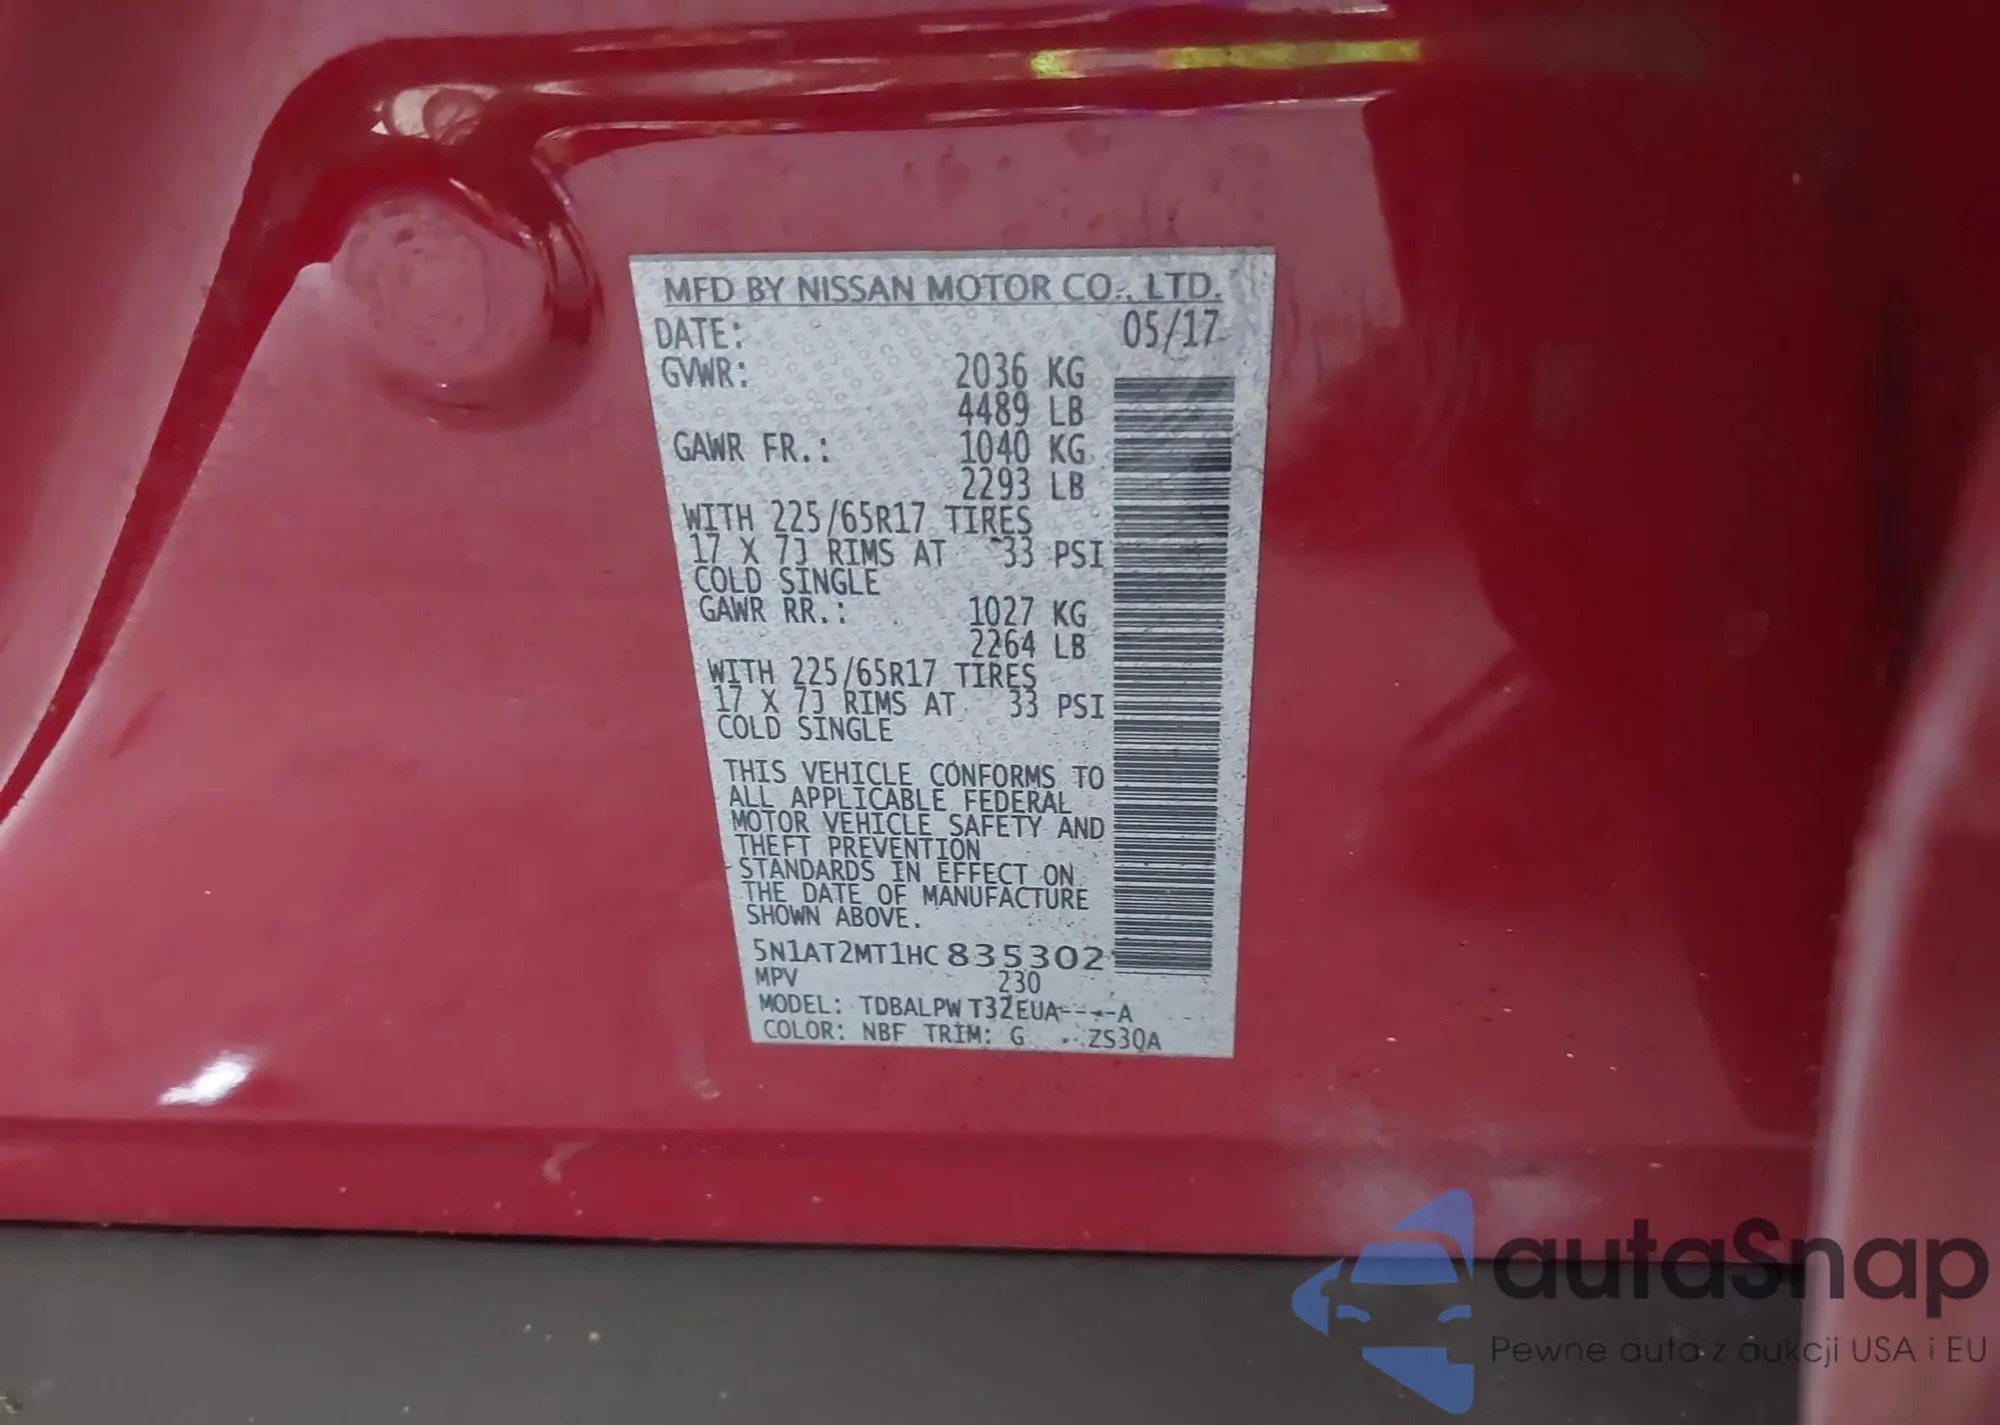 MFD BY NISSAN MOTOR CO., LTD.
DATE: 05/17
GVWR: 2036 KG
4489 LB
GAWR FR.: 1040 KG
2293 LB
WITH 225/65R17 TIRES
17 X 7J RIMS AT 33 PSI
COLD SINGLE
GAWR RR.: 1027 KG
2264 LB
WITH 225/65R17 TIRES
17 X 7J RIMS AT 33 PSI
COLD SINGLE
THIS VEHICLE CONFORMS TO
ALL APPLICABLE FEDERAL
MOTOR VEHICLE SAFETY AND
THEFT PREVENTION
STANDARDS IN EFFECT ON
THE DATE OF MANUFACTURE
SHOWN ABOVE.
5N1AT2MT1HC835302
MPV 230
MODEL: TDBALPW T32EUA----A
COLOR: NBF TRIM: G ZS30A
autaSnap
Pewne auta z aukcji USA i EU